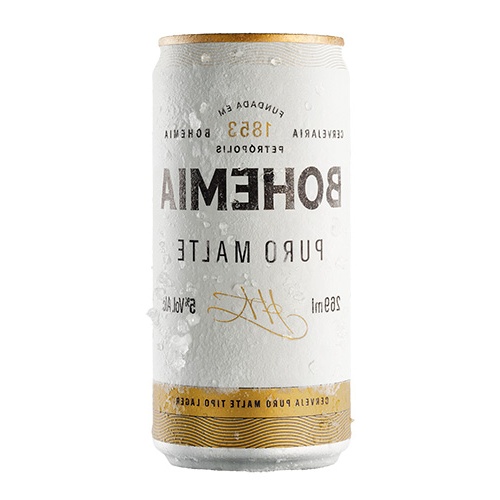 FUNDADA EM
CERVEJARIA 1853 BOHEMIA
PETRÓPOLIS
BOHEMIA
PURO MALTE
269ml 5% Vol. Alc.
CERVEJA PURO MALTE TIPO LAGER